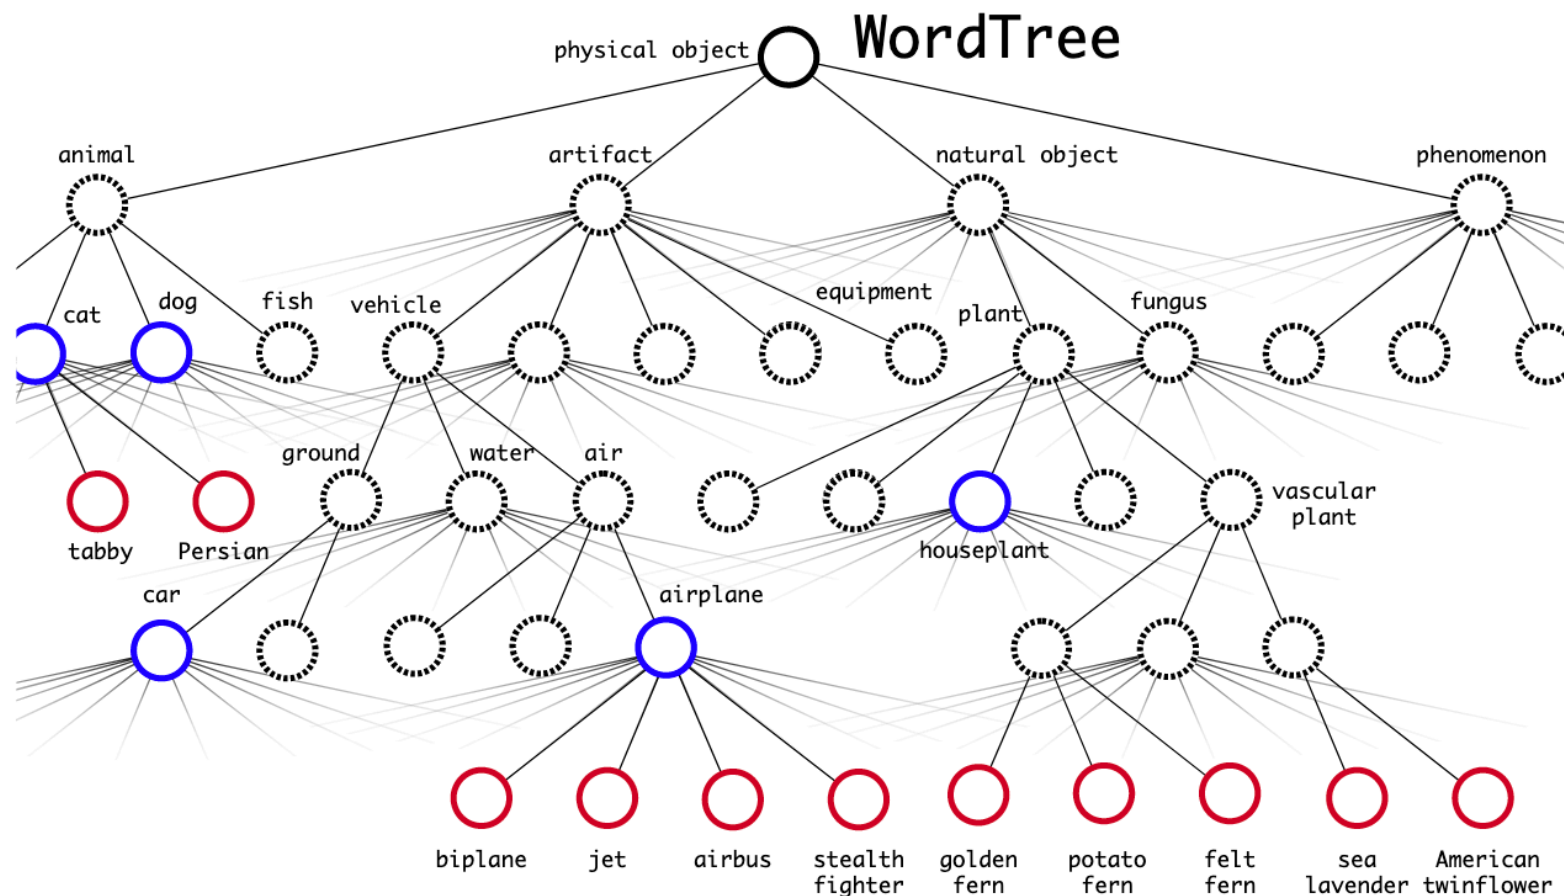 WordTree
physical object
animal
artifact
natural object
phenomenon
cat
dog
fish
vehicle
equipment
plant
fungus
ground
water
air
vascular
plant
tabby
Persian
houseplant
car
airplane
biplane
jet
airbus
stealth
fighter
golden
fern
potato
fern
felt
fern
sea
lavender
American
twinflower